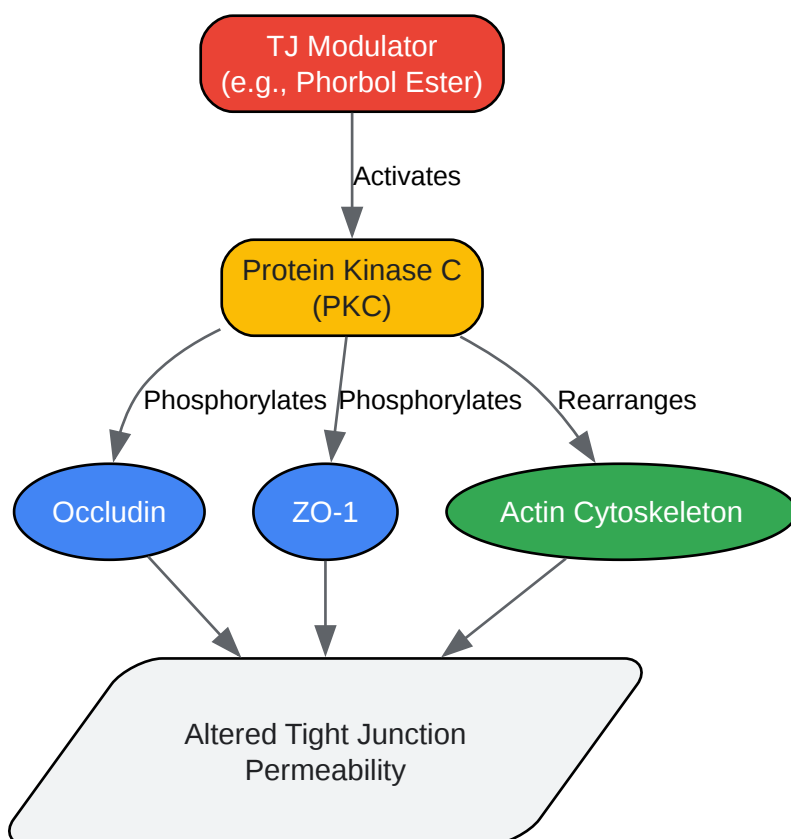 TJ Modulator
(e.g., Phorbol Ester)
Activates
Protein Kinase C
(PKC)
Phosphorylates
Phosphorylates
Rearranges
Occludin
ZO-1
Actin Cytoskeleton
Altered Tight Junction
Permeability